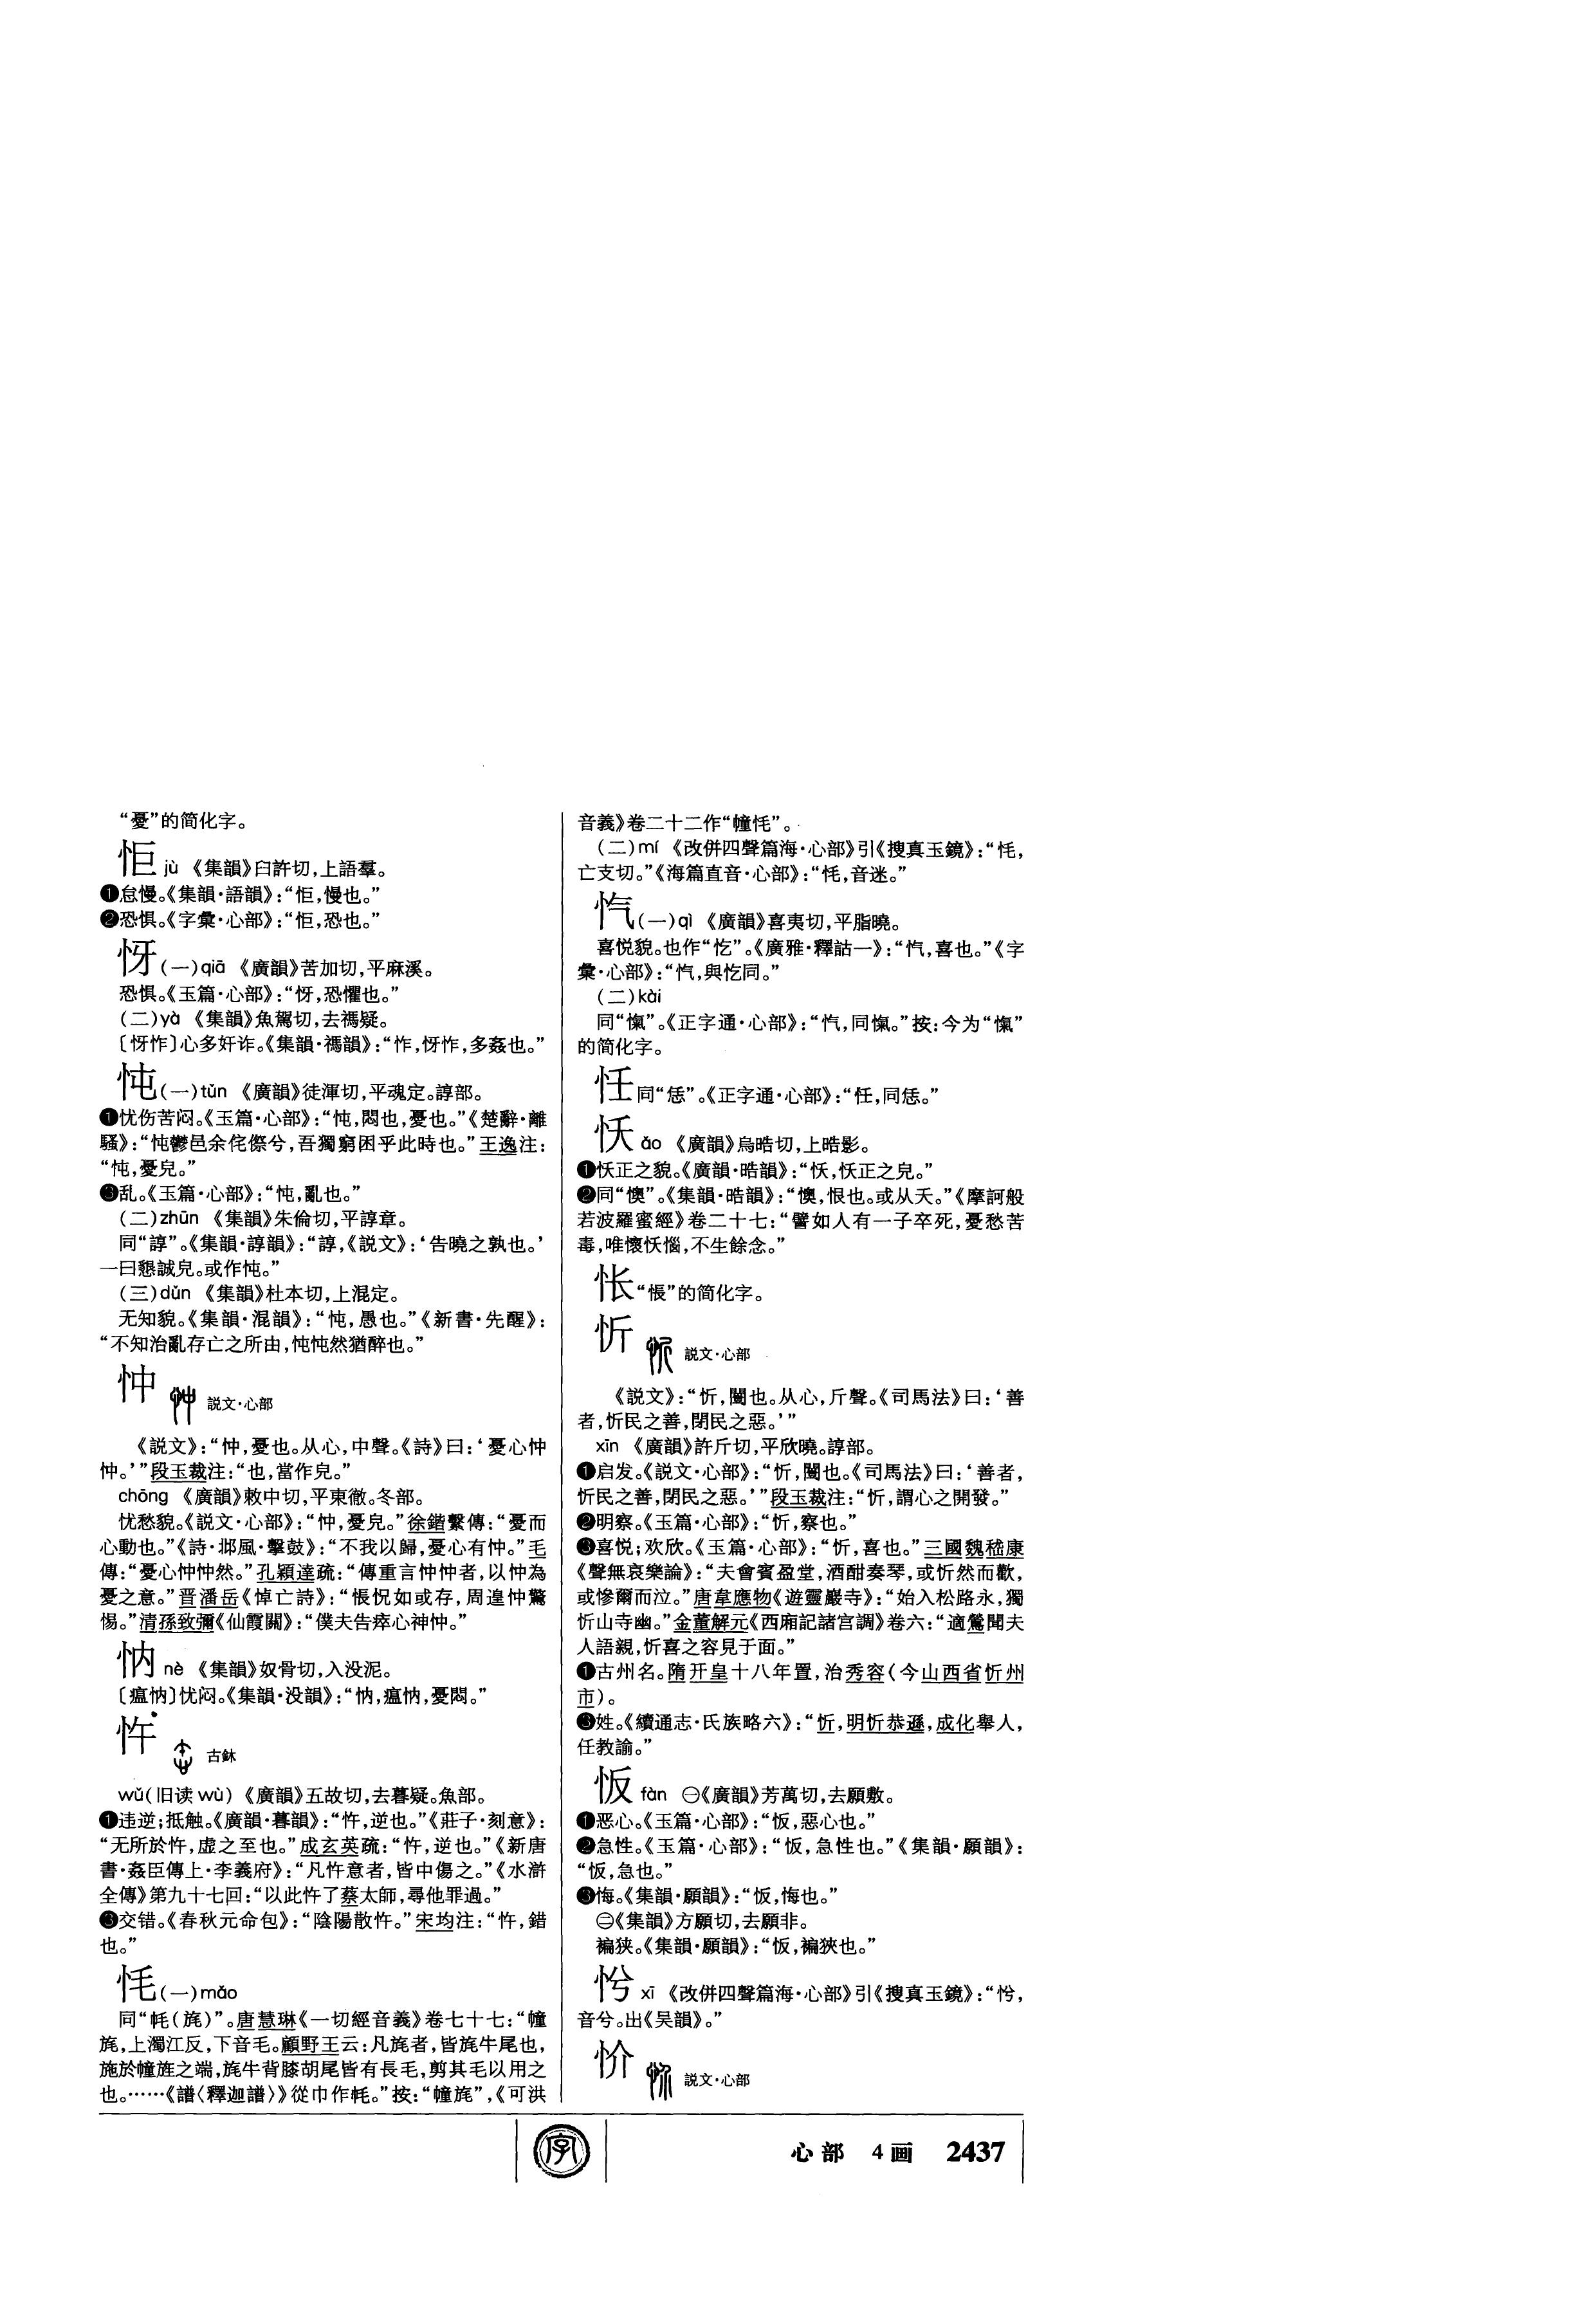 “憂”的简化字。
怇 jù 《集韻》臼許切，上語羣。
❶怠慢。《集韻·語韻》：“怇，慢也。”
❷恐惧。《字彙·心部》：“怇，恐也。”
㤉（一）qiā 《廣韻》苦加切，平麻溪。
恐惧。《玉篇·心部》：“㤉，恐懼也。”
（二）yà 《集韻》魚駕切，去禡疑。
〔㤉怍〕心多奸诈。《集韻·禡韻》：“怍，㤉怍，多姦也。”
忳（一）tǔn 《廣韻》徒渾切，平魂定。諄部。
❶忧伤苦闷。《玉篇·心部》：“忳，悶也，憂也。”《楚辭·離
騷》：“忳鬱邑余侘傺兮，吾獨窮困乎此時也。”王逸注：
“忳，憂皃。”
❸乱。《玉篇·心部》：“忳，亂也。”
（二）zhūn 《集韻》朱倫切，平諄章。
同“諄”。《集韻·諄韻》：“諄，《説文》：‘告曉之孰也。’
一曰懇誠皃。或作忳。”
（三）dǔn 《集韻》杜本切，上混定。
无知貌。《集韻·混韻》：“忳，愚也。”《新書·先醒》：
“不知治亂存亡之所由，忳忳然猶醉也。”
忡 説文·心部
《説文》：“忡，憂也。从心，中聲。《詩》曰：‘憂心忡
忡。’”段玉裁注：“也，當作皃。”
chōng 《廣韻》敕中切，平東徹。冬部。
忧愁貌。《説文·心部》：“忡，憂皃。”徐鍇繫傳：“憂而
心動也。”《詩·邶風·擊鼓》：“不我以歸，憂心有忡。”毛
傳：“憂心忡忡然。”孔穎達疏：“傳重言忡忡者，以忡為
憂之意。”晋潘岳《悼亡詩》：“悵怳如或存，周遑忡驚
惕。”清孫致彌《仙霞關》：“僕夫告瘁心神忡。”
㕯 nè 《集韻》奴骨切，入没泥。
〔㾺忷〕忧闷。《集韻·没韻》：“忷，㾺忷，憂悶。”
忤 古鉥
wǔ（旧读wù） 《廣韻》五故切，去暮疑。魚部。
❶违逆；抵触。《廣韻·暮韻》：“忤，逆也。”《莊子·刻意》：
“无所於忤，虚之至也。”成玄英疏：“忤，逆也。”《新唐
書·姦臣傳上·李義府》：“凡忤意者，皆中傷之。”《水滸
全傳》第九十七回：“以此忤了蔡太師，尋他罪過。”
❸交错。《春秋元命包》：“陰陽散忤。”宋均注：“忤，錯
也。”
㤇（一）mǎo
同“㲠（旄）”。唐慧琳《一切經音義》卷七十七：“幢
旄，上濁江反，下音毛。顧野王云：凡旄者，皆旄牛尾也，
施於幢旌之端，旄牛背膝胡尾皆有長毛，剪其毛以用之
也。……《譜〈釋迦譜〉》從巾作㲠。”按：“幢旄”，《可洪
音義》卷二十二作“幢㤇”。
（二）mí 《改併四聲篇海·心部》引《搜真玉鏡》：“㤇，
亡支切。”《海篇直音·心部》：“㤇，音迷。”
忾（一）qì 《廣韻》喜夷切，平脂曉。
喜悦貌。也作“忔”。《廣雅·釋詁一》：“忾，喜也。”《字
彙·心部》：“忾，與忔同。”
（二）kài
同“愾”。《正字通·心部》：“忾，同愾。”按：今为“愾”
的简化字。
㤛同“恁”。《正字通·心部》：“㤛，同恁。”
㤇 ǎo 《廣韻》烏晧切，上晧影。
❶忨正之貌。《廣韻·晧韻》：“忨，忨正之皃。”
❷同“懊”。《集韻·晧韻》：“懊，恨也。或从夭。”《摩訶般
若波羅蜜經》卷二十七：“譬如人有一子卒死，憂愁苦
毒，唯懷㤇惱，不生餘念。”
怅“悵”的简化字。
忻 説文·心部
《説文》：“忻，闓也。从心，斤聲。《司馬法》曰：‘善
者，忻民之善，閉民之惡。’”
xīn 《廣韻》許斤切，平欣曉。諄部。
❶启发。《説文·心部》：“忻，闓也。《司馬法》曰：‘善者，
忻民之善，閉民之惡。’”段玉裁注：“忻，謂心之開發。”
❷明察。《玉篇·心部》：“忻，察也。”
❸喜悦；欢欣。《玉篇·心部》：“忻，喜也。”三國魏嵇康
《聲無哀樂論》：“夫會賓盈堂，酒酣奏琴，或忻然而歡，
或慘爾而泣。”唐韋應物《遊靈巖寺》：“始入松路永，獨
忻山寺幽。”金董解元《西廂記諸宫調》卷六：“適鶯聞夫
人語親，忻喜之容見于面。”
❶古州名。隋开皇十八年置，治秀容（今山西省忻州
市）。
❸姓。《續通志·氏族略六》：“忻，明忻恭遜，成化舉人，
任教諭。”
忛 fàn ㊀《廣韻》芳萬切，去願敷。
❶恶心。《玉篇·心部》：“㤆，惡心也。”
❷急性。《玉篇·心部》：“㤆，急性也。”《集韻·願韻》：
“㤆，急也。”
❸悔。《集韻·願韻》：“㤆，悔也。”
㊁《集韻》方願切，去願非。
褊狭。《集韻·願韻》：“㤆，褊狹也。”
忴 xī 《改併四聲篇海·心部》引《搜真玉鏡》：“忴，
音兮。出《吴韻》。”
忦 説文·心部
字
心部 4画 2437